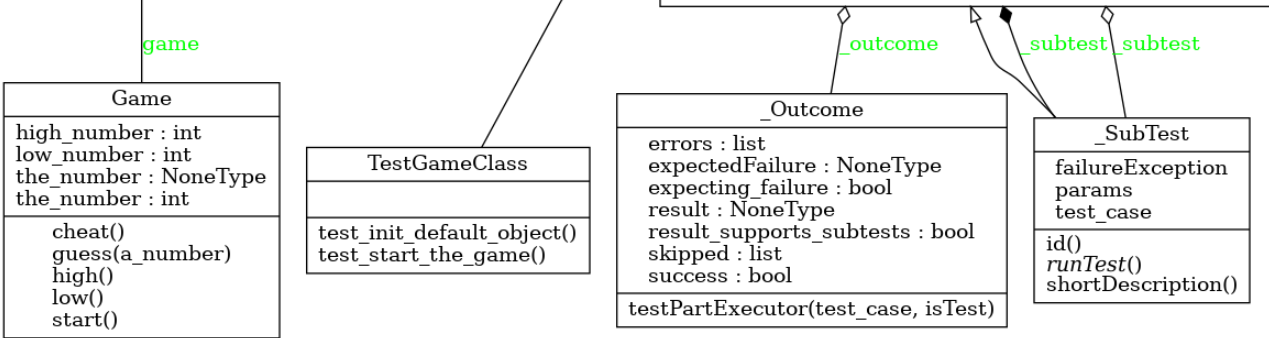 game
_outcome
_subtest
_subtest
Game
high_number : int
low_number : int
the_number : NoneType
the_number : int
cheat()
guess(a_number)
high()
low()
start()
TestGameClass
test_init_default_object()
test_start_the_game()
_Outcome
errors : list
expectedFailure : NoneType
expecting_failure : bool
result : NoneType
result_supports_subtests : bool
skipped : list
success : bool
testPartExecutor(test_case, isTest)
_SubTest
failureException
params
test_case
id()
runTest()
shortDescription()